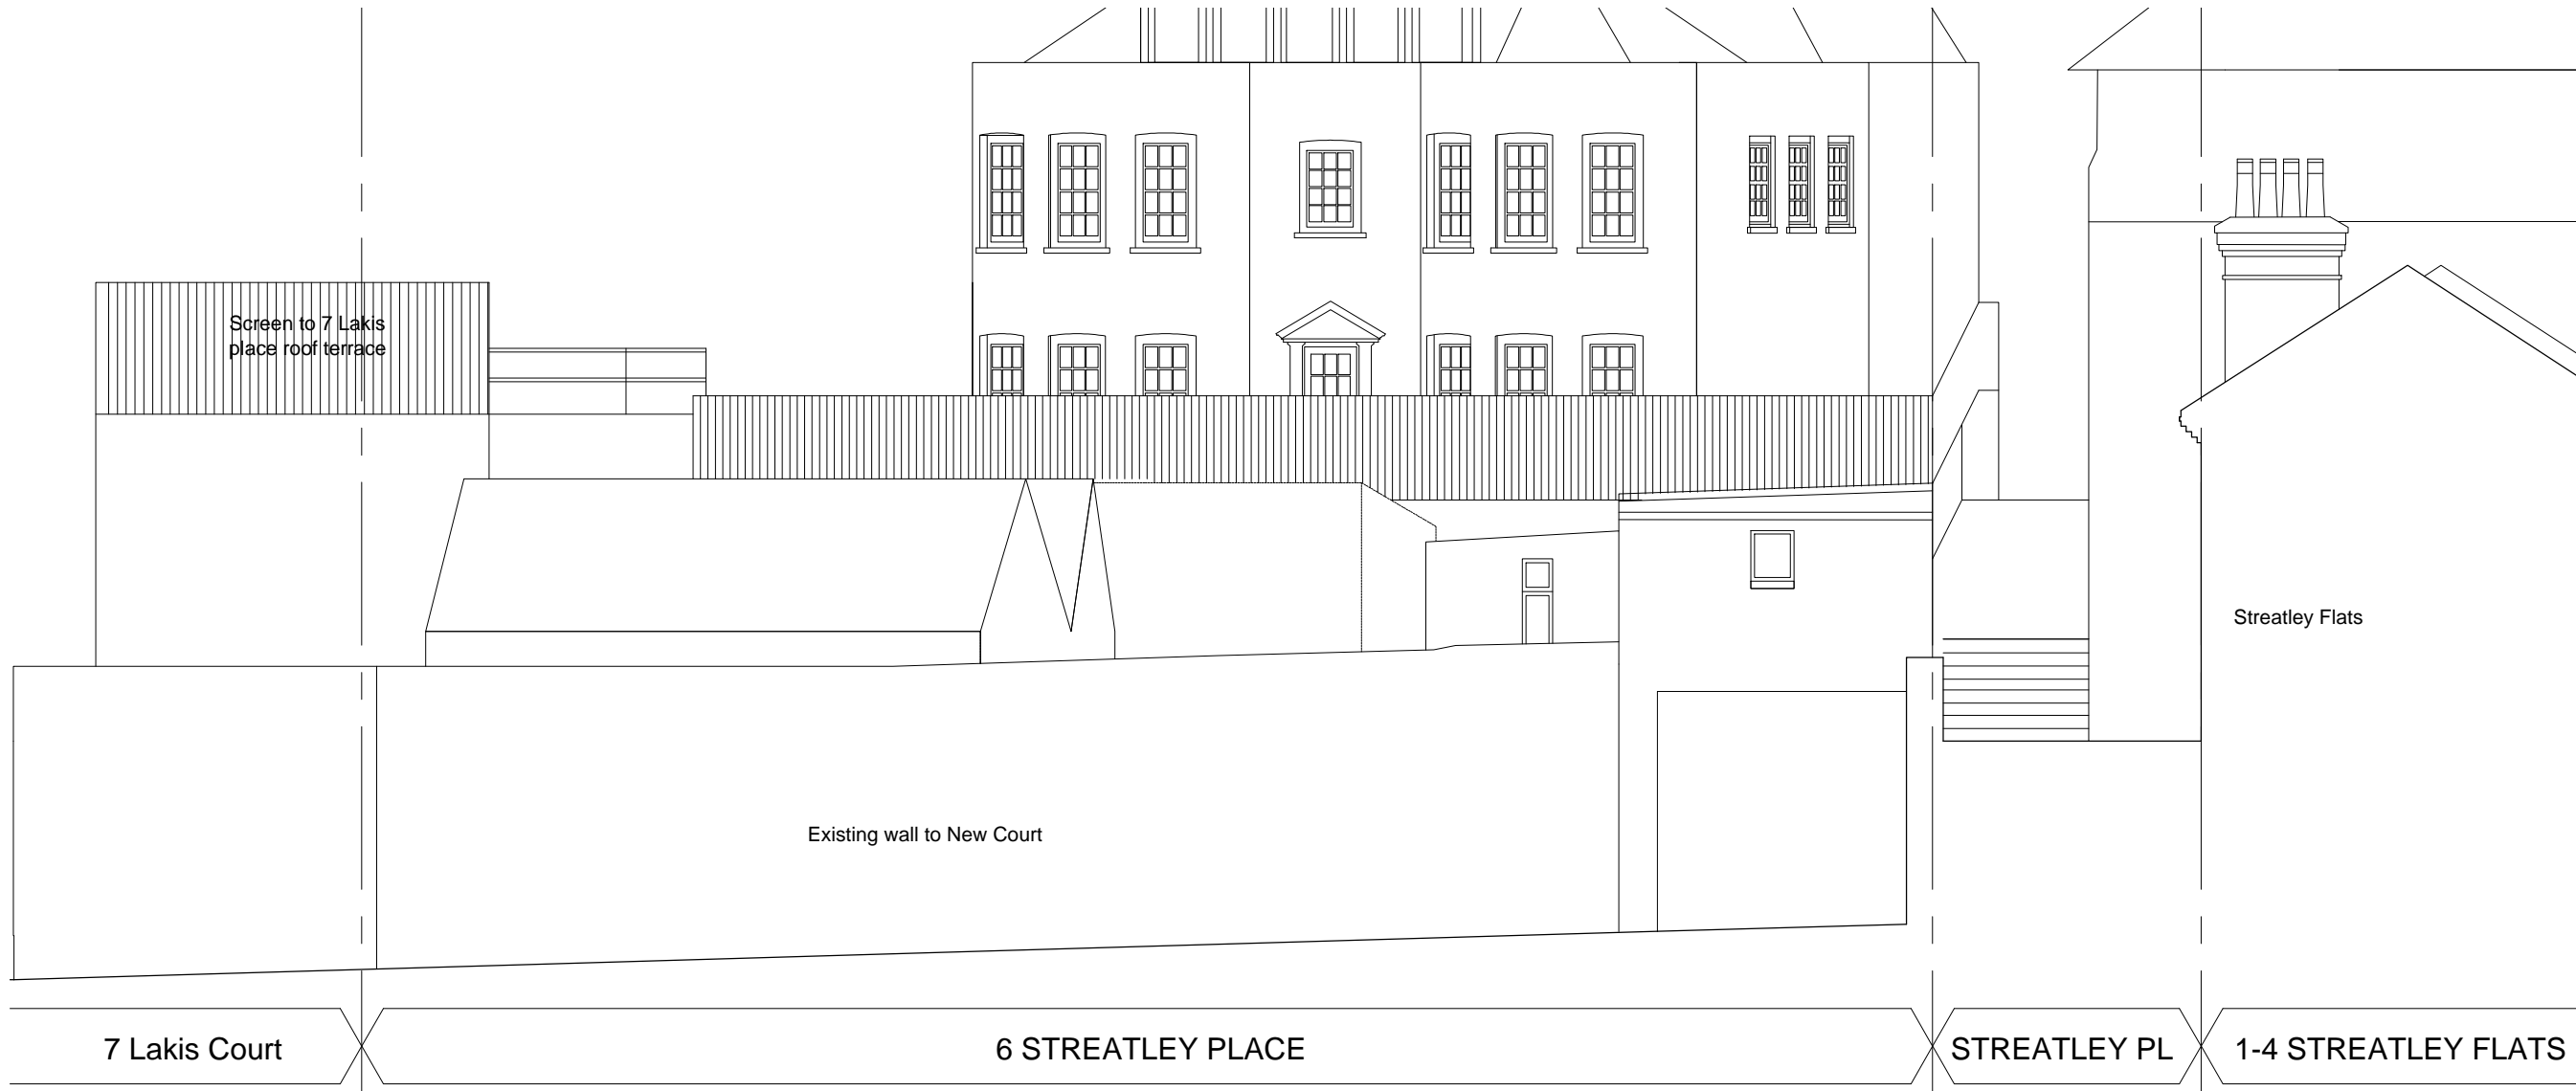 Screen to 7 Lakis
place roof terrace
Streatley Flats
Existing wall to New Court
7 Lakis Court
6 STREATLEY PLACE
STREATLEY PL
1-4 STREATLEY FLATS